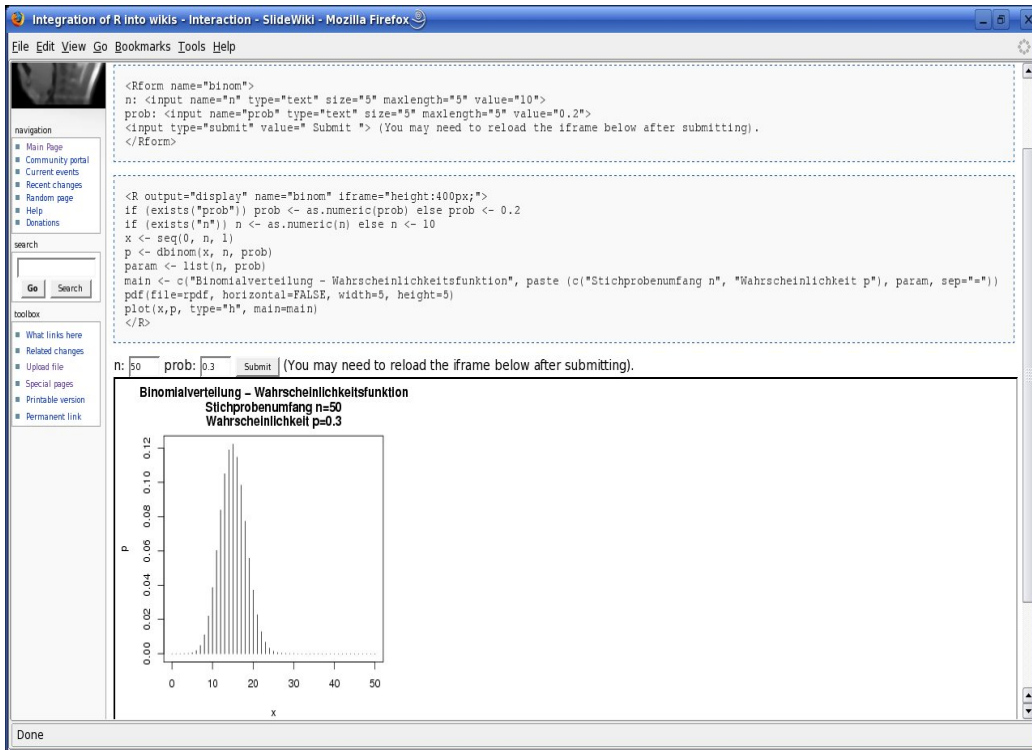 Integration of R into wikis - Interaction - SlideWiki - Mozilla Firefox
File Edit View Go Bookmarks Tools Help
navigation
Main Page
Community portal
Current events
Recent changes
Random page
Help
Donations
search
Go Search
toolbox
What links here
Related changes
Upload file
Special pages
Printable version
Permanent link
<Rform name="binom">
n: <input name="n" type="text" size="5" maxlength="5" value="10">
prob: <input name="prob" type="text" size="5" maxlength="5" value="0.2">
<input type="submit" value=" Submit "> (You may need to reload the iframe below after submitting).
</Rform>
<R output="display" name="binom" iframe="height:400px;">
if (exists("prob")) prob <- as.numeric(prob) else prob <- 0.2
if (exists("n")) n <- as.numeric(n) else n <- 10
x <- seq(0, n, 1)
p <- dbinom(x, n, prob)
param <- list(n, prob)
main <- c("Binomialverteilung - Wahrscheinlichkeitsfunktion", paste (c("Stichprobenumfang n", "Wahrscheinlichkeit p"), param, sep="="))
pdf(file=rpdf, horizontal=FALSE, width=5, height=5)
plot(x,p, type="h", main=main)
</R>
n: 50 prob: 0.3 Submit (You may need to reload the iframe below after submitting).
Binomialverteilung – Wahrscheinlichkeitsfunktion
Stichprobenumfang n=50
Wahrscheinlichkeit p=0.3
0.12
0.10
0.08
p
0.06
0.04
0.02
0.00
0 10 20 30 40 50
x
Done